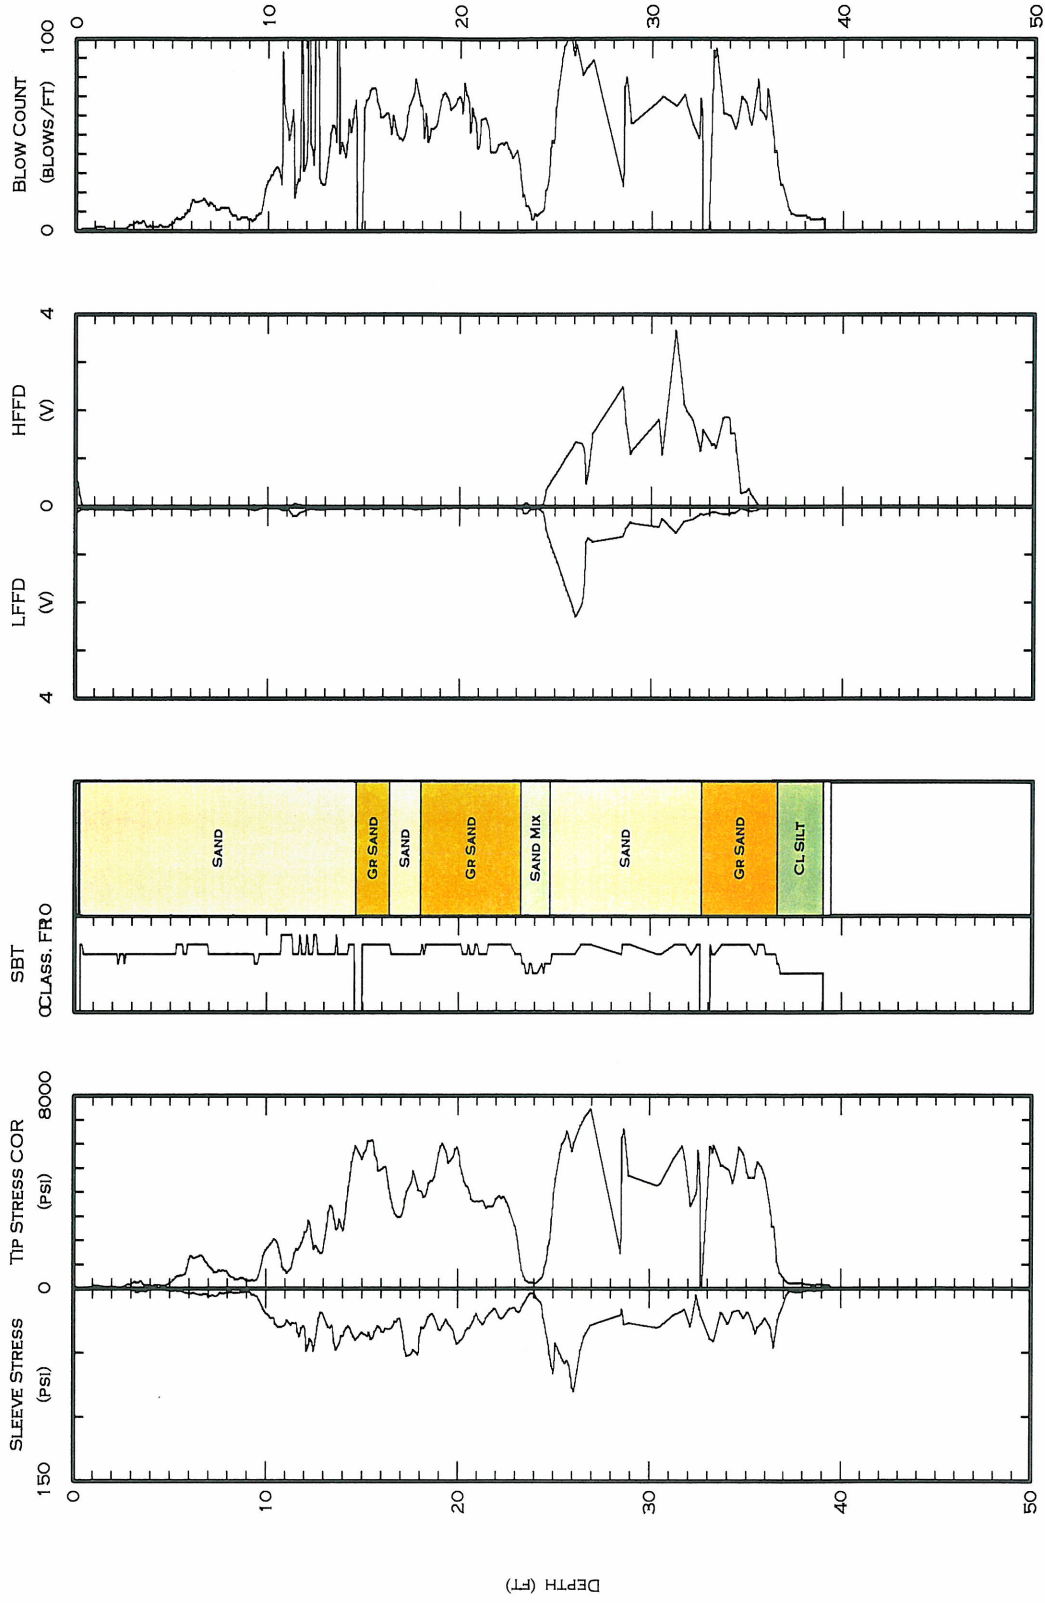 0
10
20
30
40
50
100
0
BLOW COUNT
(BLOWS/FT)
4
0
HFFD
(V)
LFFD
(V)
4
SAND
GR SAND
SAND
GR SAND
SAND MIX
SAND
GR SAND
CL SILT
SBT
CLASS. FR
0
0
8000
0
TIP STRESS COR
(PSI)
SLEEVE STRESS
(PSI)
150
0
10
20
30
40
50
DEPTH (FT)